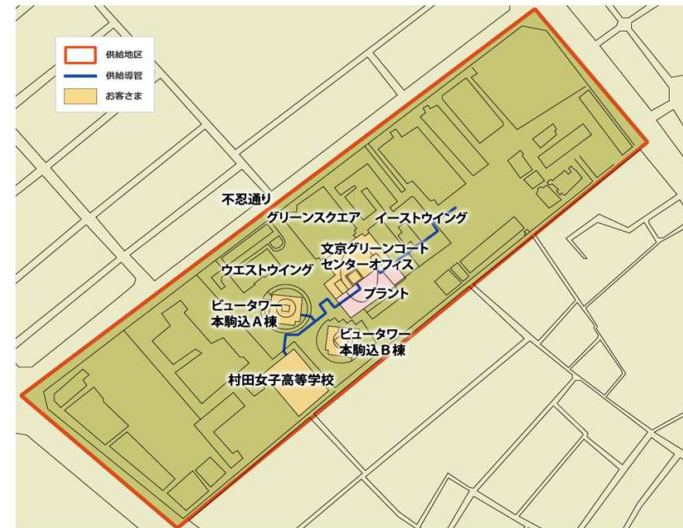 供給地区
供給導管
お客さま
不忍通り
グリーンスクエア
イーストウイング
文京グリーンコート
センターオフィス
ウエストウイング
プラント
ビュータワー
本駒込A棟
ビュータワー
本駒込B棟
村田女子高等学校